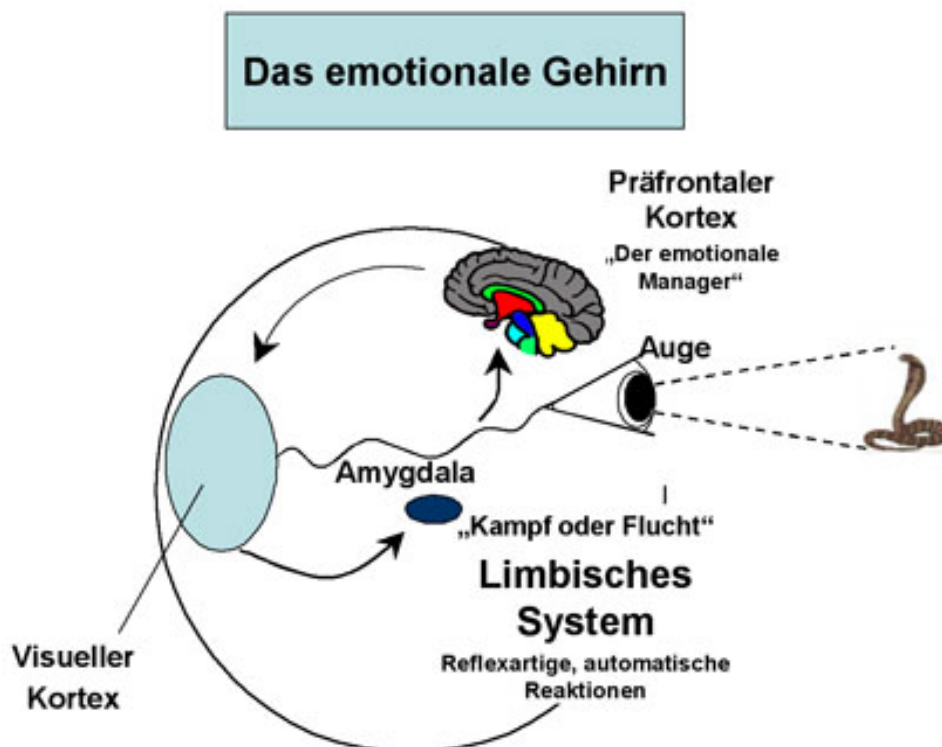 Das emotionale Gehirn
Präfrontaler
Kortex
„Der emotionale
Manager“
Auge
Amygdala
„Kampf oder Flucht“
Limbisches
System
Reflexartige, automatische
Reaktionen
Visueller
Kortex